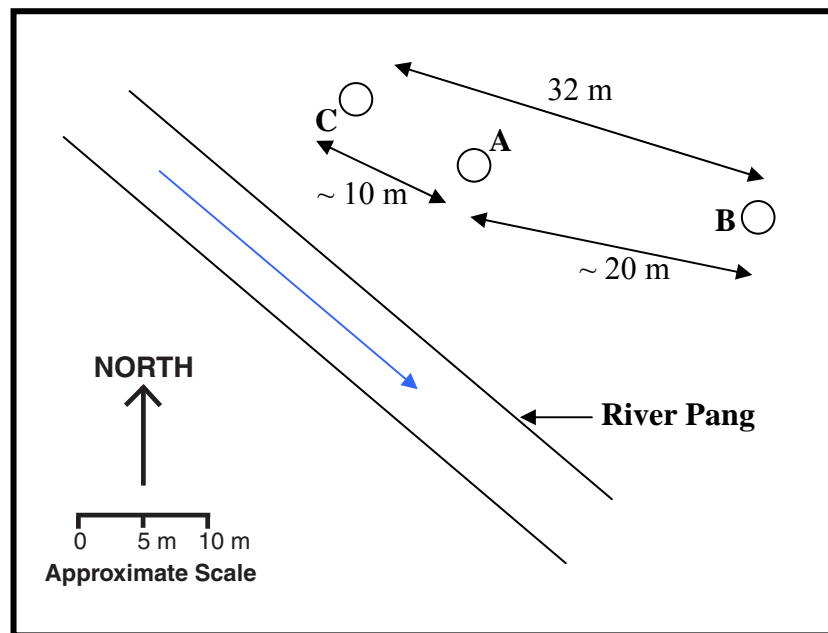 32 m
C
A
~ 10 m
B
~ 20 m
NORTH
River Pang
0 5 m 10 m
Approximate Scale